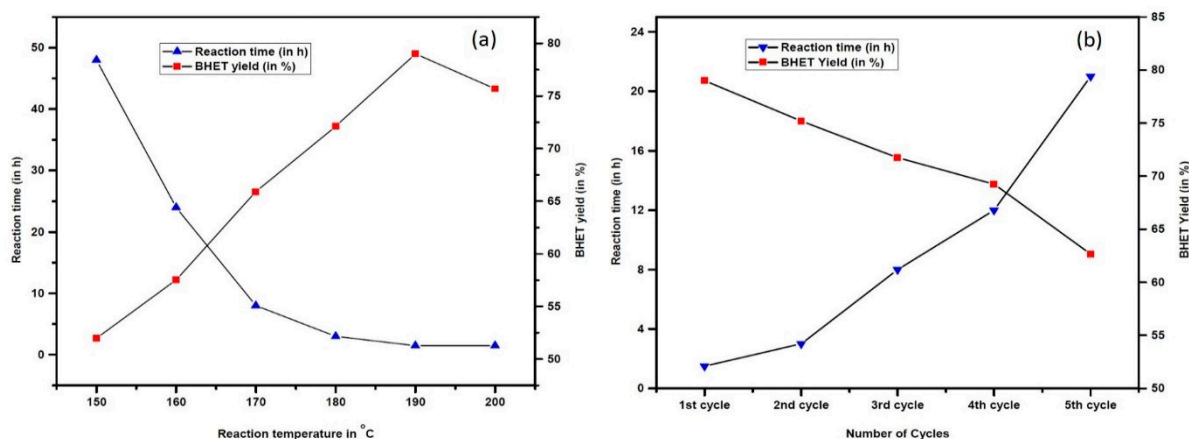 (a)
Reaction time (in h)
BHET yield (in %)
Reaction time (in h)
50
40
30
20
10
0
BHET yield (in %)
80
75
70
65
60
55
50
150 160 170 180 190 200
Reaction temperature in °C
(b)
Reaction time (in h)
BHET Yield (in %)
Reaction time (in h)
24
20
16
12
8
4
0
BHET Yield (in %)
85
80
75
70
65
60
55
50
1st cycle 2nd cycle 3rd cycle 4th cycle 5th cycle
Number of Cycles